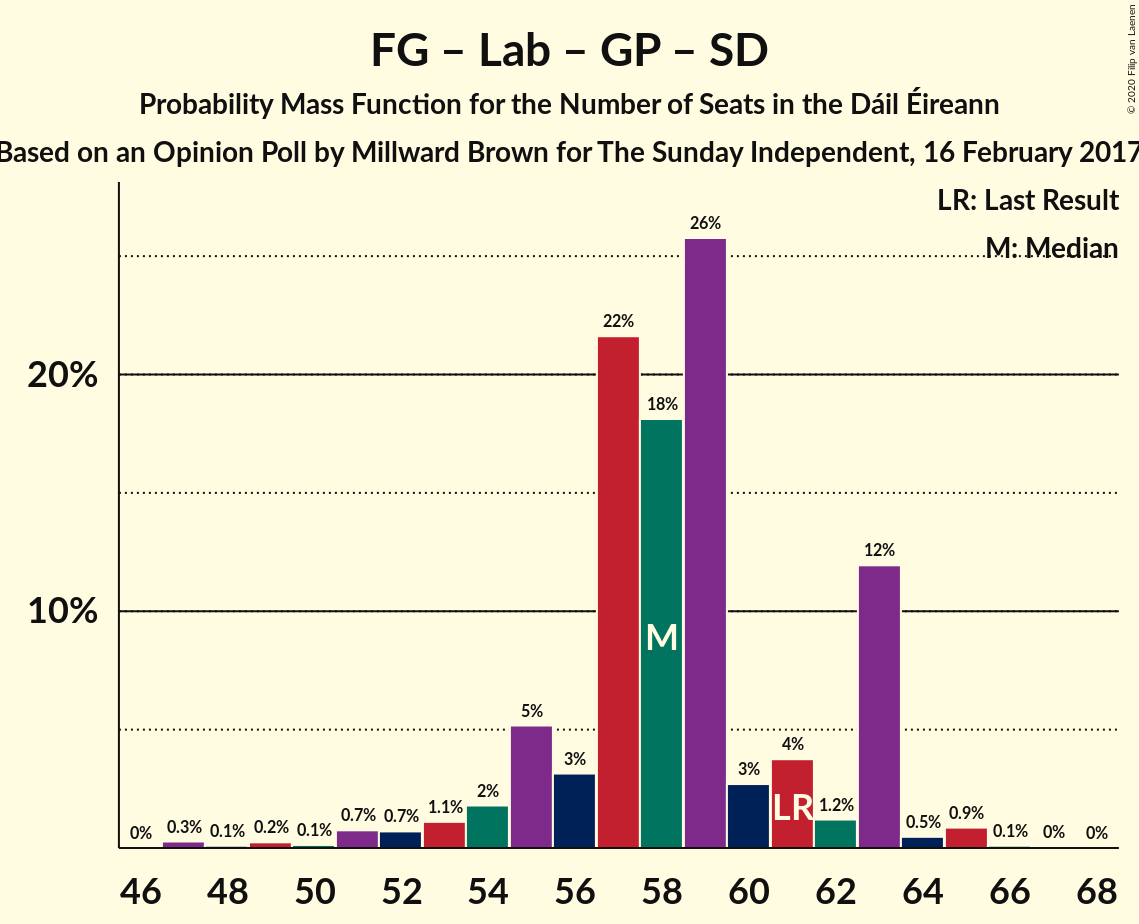 FG – Lab – GP – SD
Probability Mass Function for the Number of Seats in the Dáil Éireann
Based on an Opinion Poll by Millward Brown for The Sunday Independent, 16 February 2017
© 2020 Filip van Laenen
LR: Last Result
M: Median
26%
22%
20%
18%
12%
10%
M
5%
4%
3%
3%
2%
LR
1.2%
1.1%
0.9%
0.7%
0.7%
0.5%
0%
0.3%
0.1%
0.2%
0.1%
0.1%
0%
0%
46 48 50 52 54 56 58 60 62 64 66 68